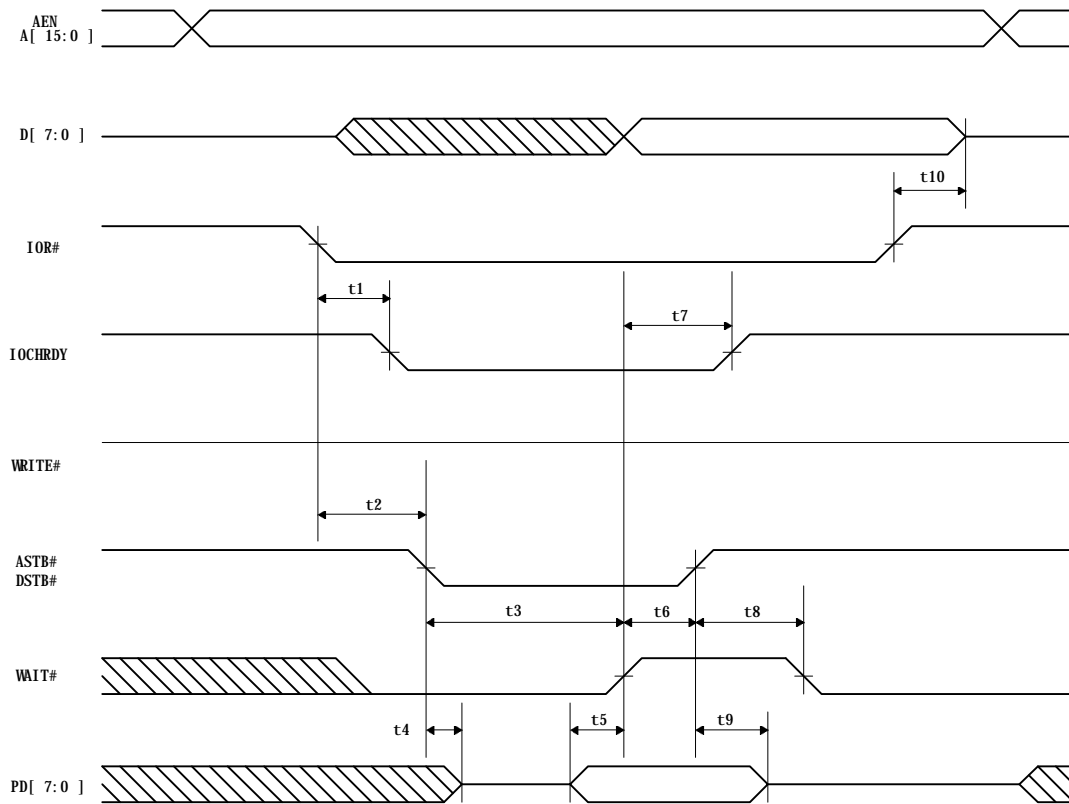 AEN
A[ 15:0 ]
D[ 7:0 ]
t10
IOR#
t1
t7
IOCHRDY
WRITE#
t2
ASTB#
DSTB#
t3
t6
t8
WAIT#
t4
t5
t9
PD[ 7:0 ]